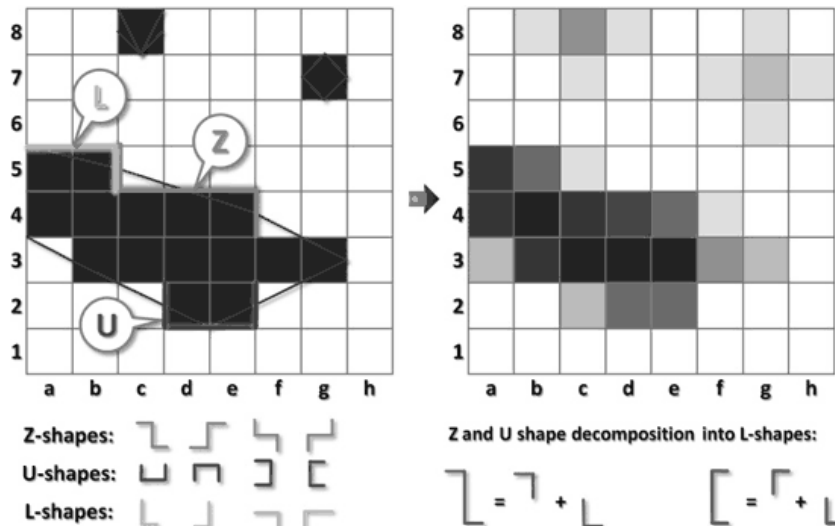 8 8
7 7
L
6 6
Z
5 5
4 4
3 3
2 2
U
1 1
a b c d e f g h a b c d e f g h
Z-shapes:
Z and U shape decomposition into L-shapes:
U-shapes:
= + = +
L-shapes: